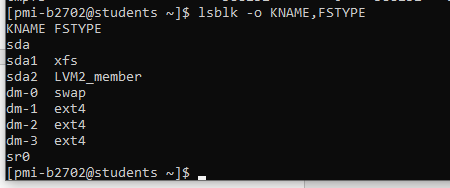 [pmi-b2702@students ~]$ lsblk -o KNAME,FSTYPE
KNAME FSTYPE
sda
sda1  xfs
sda2  LVM2_member
dm-0  swap
dm-1  ext4
dm-2  ext4
dm-3  ext4
sr0
[pmi-b2702@students ~]$